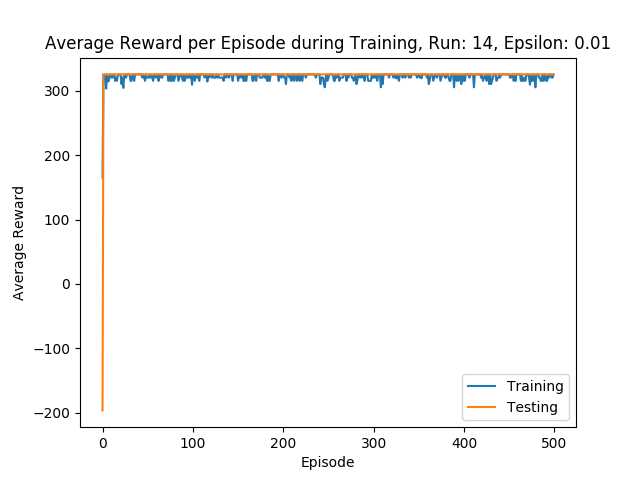 Average Reward per Episode during Training, Run: 14, Epsilon: 0.01
300
200
100
0
−100
−200
Average Reward
0 100 200 300 400 500
Episode
Training
Testing